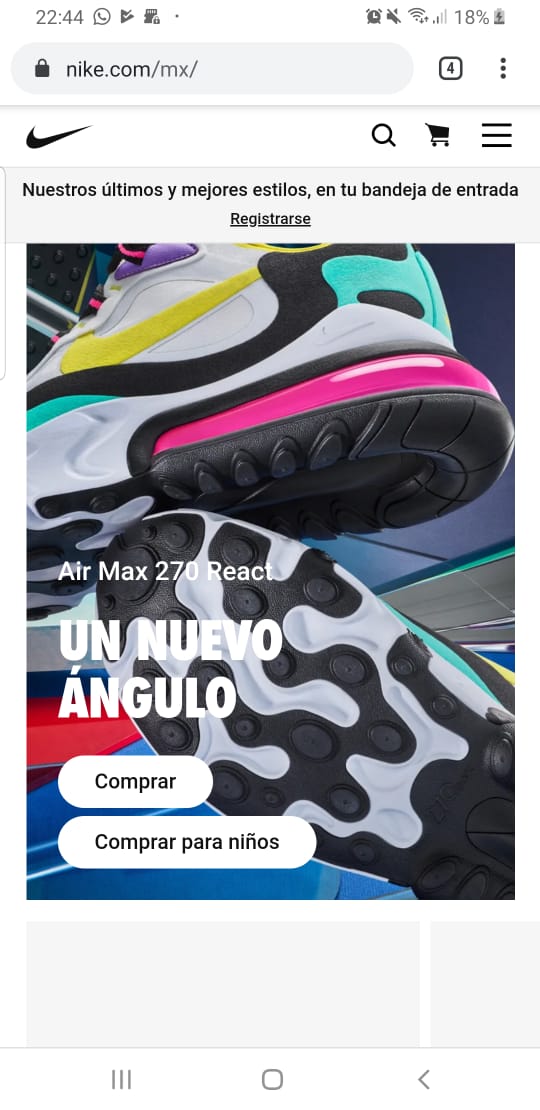 22:44
18%
nike.com/mx/
4
Nuestros últimos y mejores estilos, en tu bandeja de entrada
Registrarse
Air Max 270 React
UN NUEVO
ÁNGULO
Comprar
Comprar para niños